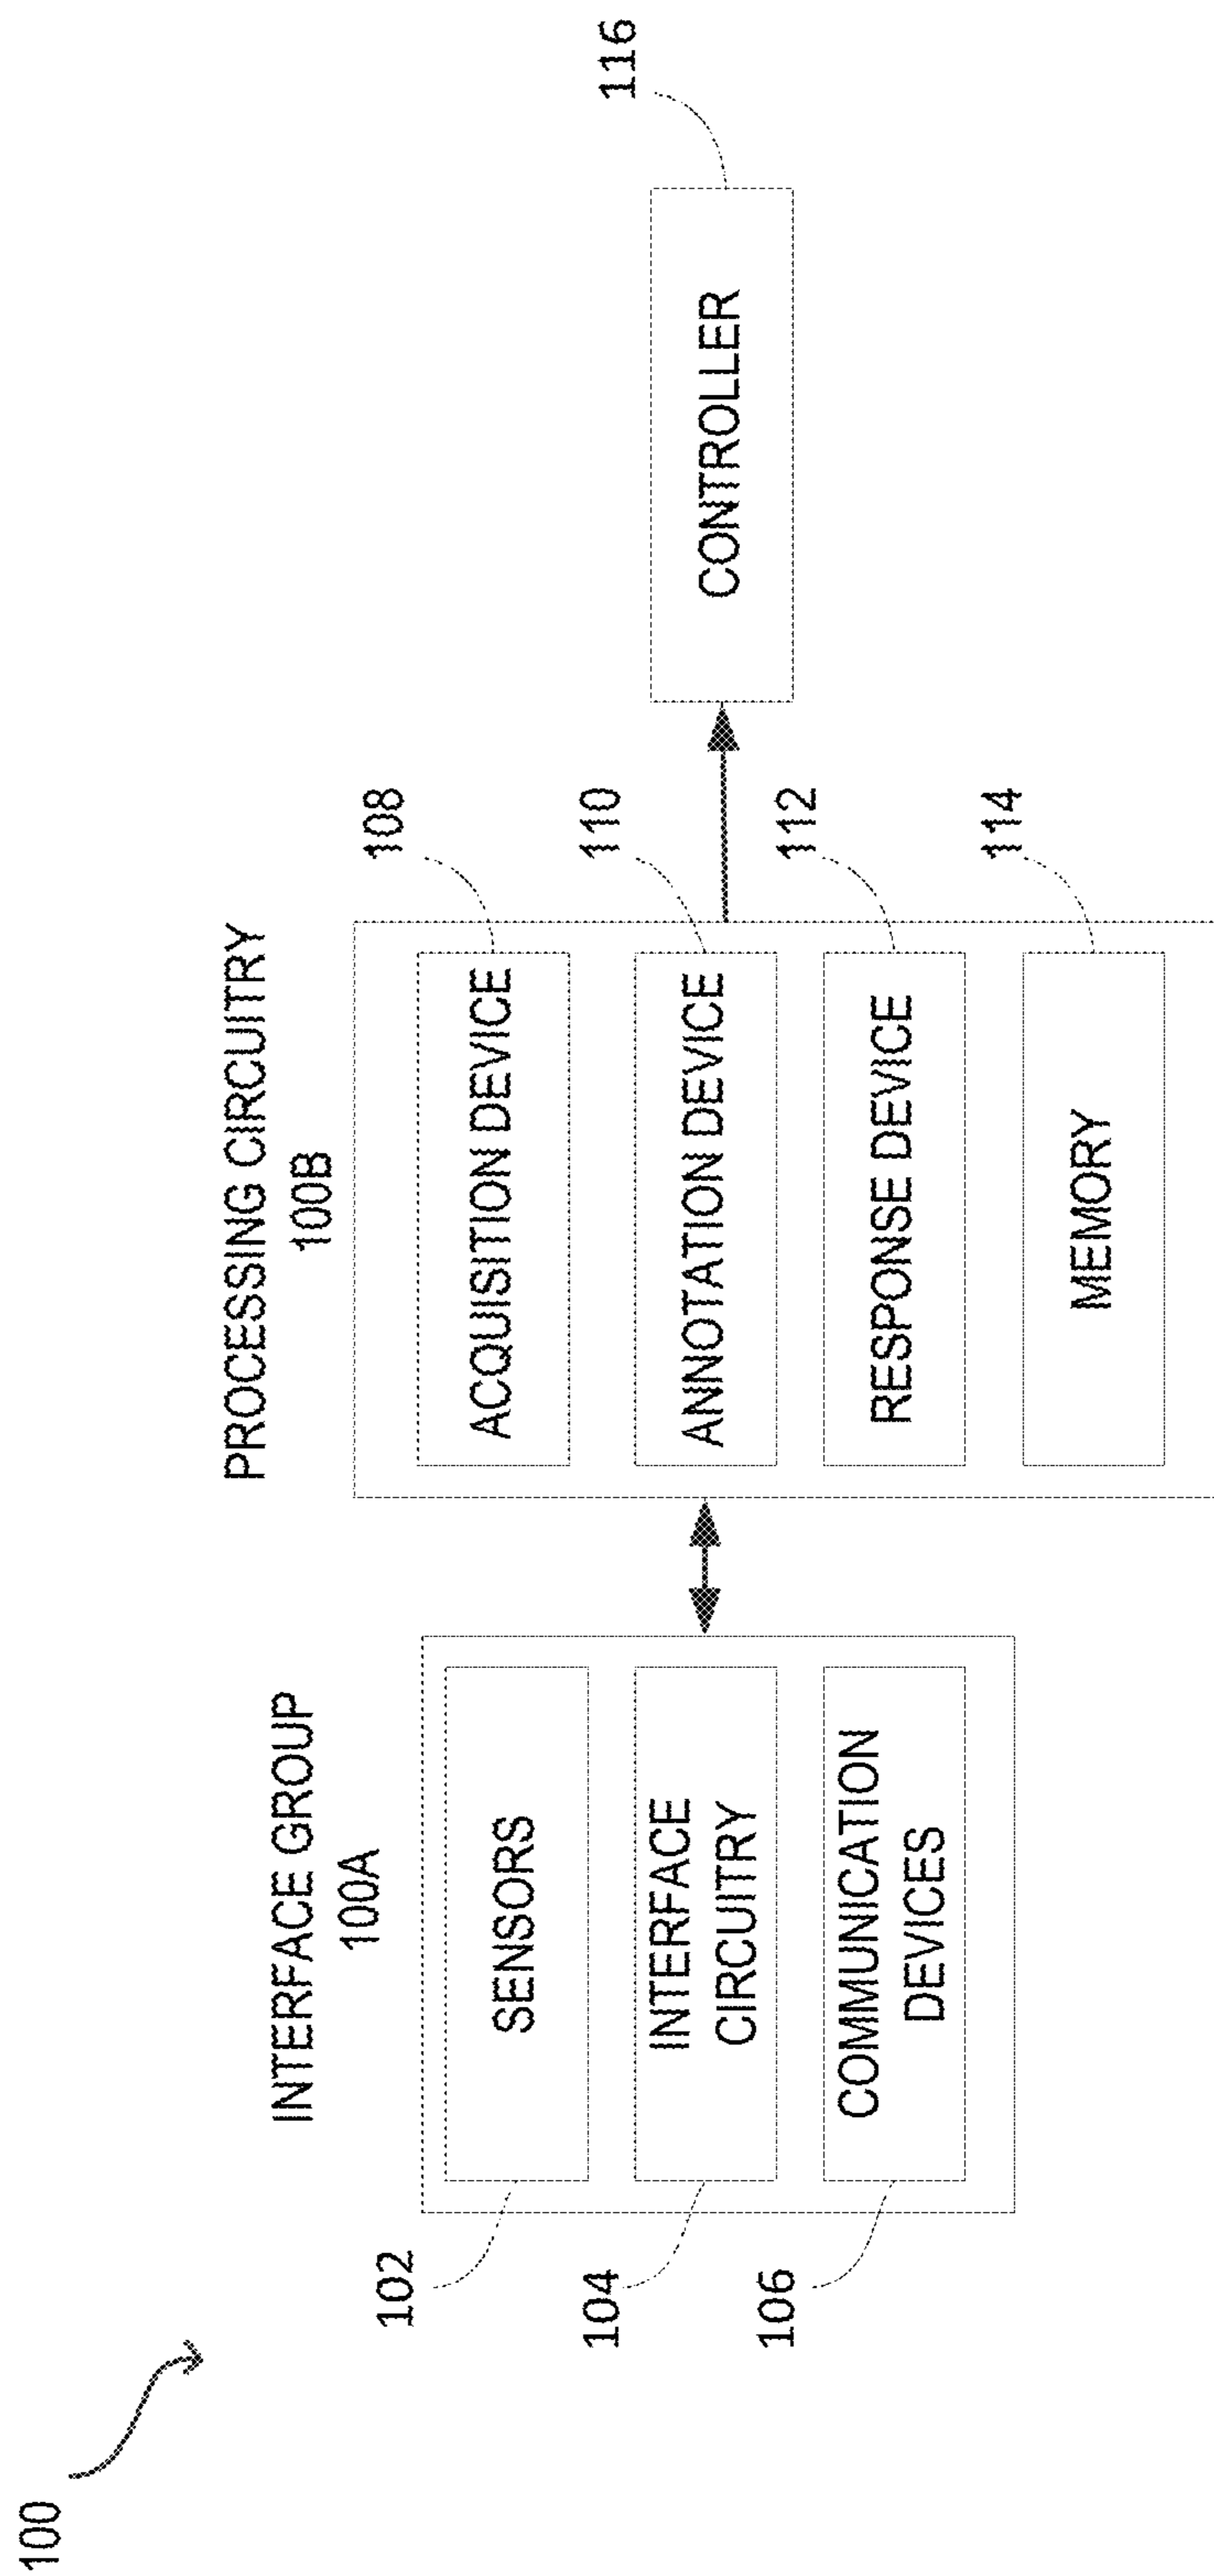 100
INTERFACE GROUP
100A
102
SENSORS
104
INTERFACE
CIRCUITRY
106
COMMUNICATION
DEVICES
PROCESSING CIRCUITRY
100B
ACQUISITION DEVICE
108
ANNOTATION DEVICE
110
RESPONSE DEVICE
112
MEMORY
114
CONTROLLER
116